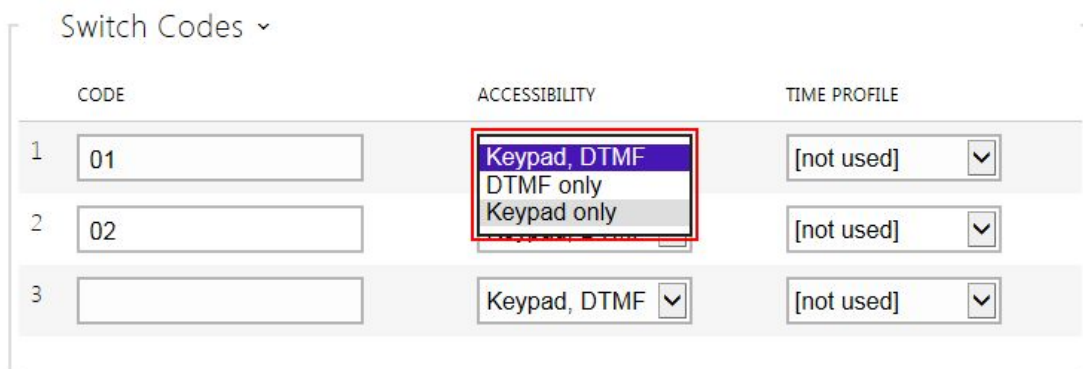 Switch Codes
CODE ACCESSIBILITY TIME PROFILE
1 01 Keypad, DTMF [not used]
DTMF only
Keypad only
2 02 [not used]
3 Keypad, DTMF [not used]